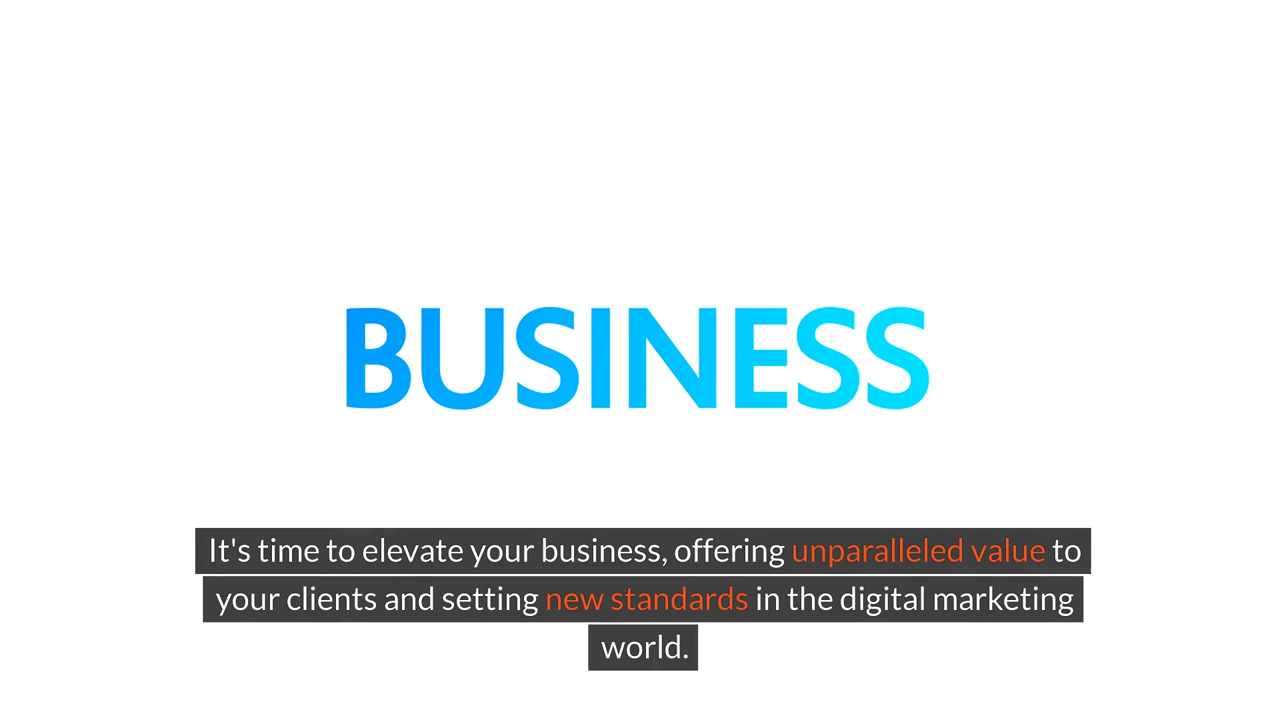 BUSINESS
It's time to elevate your business, offering unparalleled value to
your clients and setting new standards in the digital marketing
world.